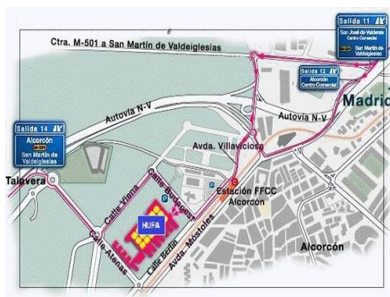 Salida 11
San José de Valderas
Centro Comercial
San Martín de
Valdeiglesias
Ctra. M-501 a San Martín de Valdeiglesias
Salida 13
Alcorcón
Centro Comercial
Madrid
Autovía N-V
Autovía N-V
Salida 14
Alcorcón
San Martín de
Valdeiglesias
Avda. Villaviciosa
Talavera
Calle Viena
Calle Budapest
Estación FFCC
Alcorcón
HUFA
Calle Atenas
Calle Berlín
Avda. Móstoles
Alcorcón